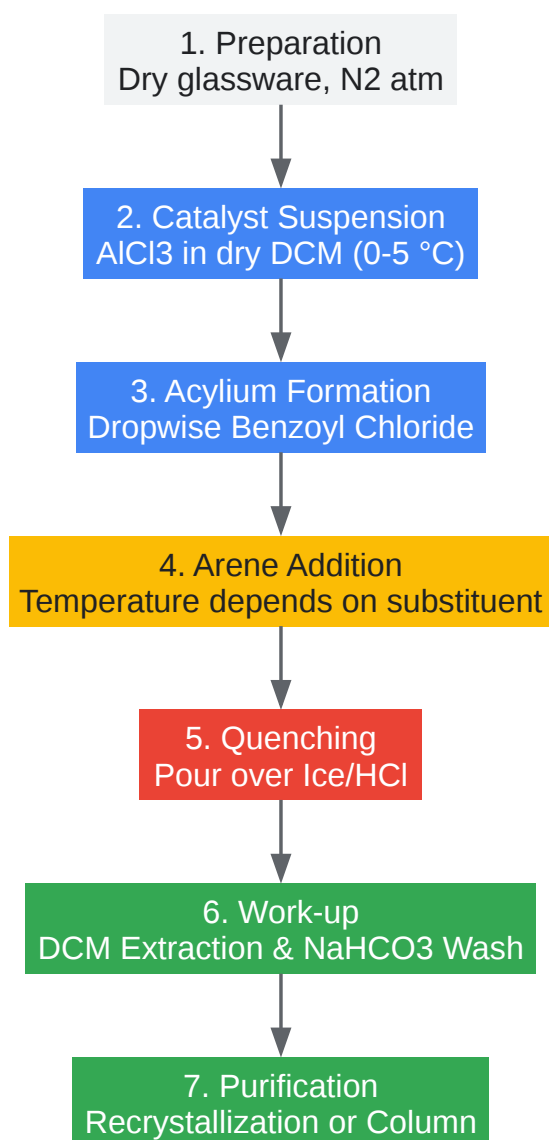 1. Preparation
Dry glassware, N2 atm
2. Catalyst Suspension
AlCl3 in dry DCM (0-5 °C)
3. Acylium Formation
Dropwise Benzoyl Chloride
4. Arene Addition
Temperature depends on substituent
5. Quenching
Pour over Ice/HCl
6. Work-up
DCM Extraction & NaHCO3 Wash
7. Purification
Recrystallization or Column